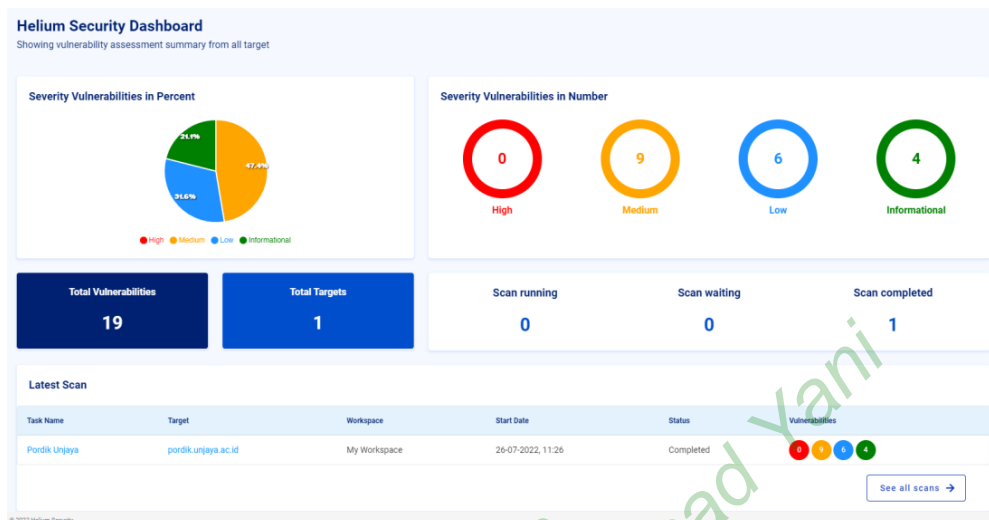 Helium Security Dashboard
Showing vulnerability assessment summary from all target
Severity Vulnerabilities in Percent
21.1%
47.4%
31.6%
High Medium Low Informational
Severity Vulnerabilities in Number
0 9 6 4
High Medium Low Informational
Total Vulnerabilities
19
Total Targets
1
Scan running Scan waiting Scan completed
0 0 1
Latest Scan
Task Name Target Workspace Start Date Status Vulnerabilities
Pordik Unjaya pordik.unjaya.ac.id My Workspace 26-07-2022, 11:26 Completed 0 9 6 4
See all scans →
Yani